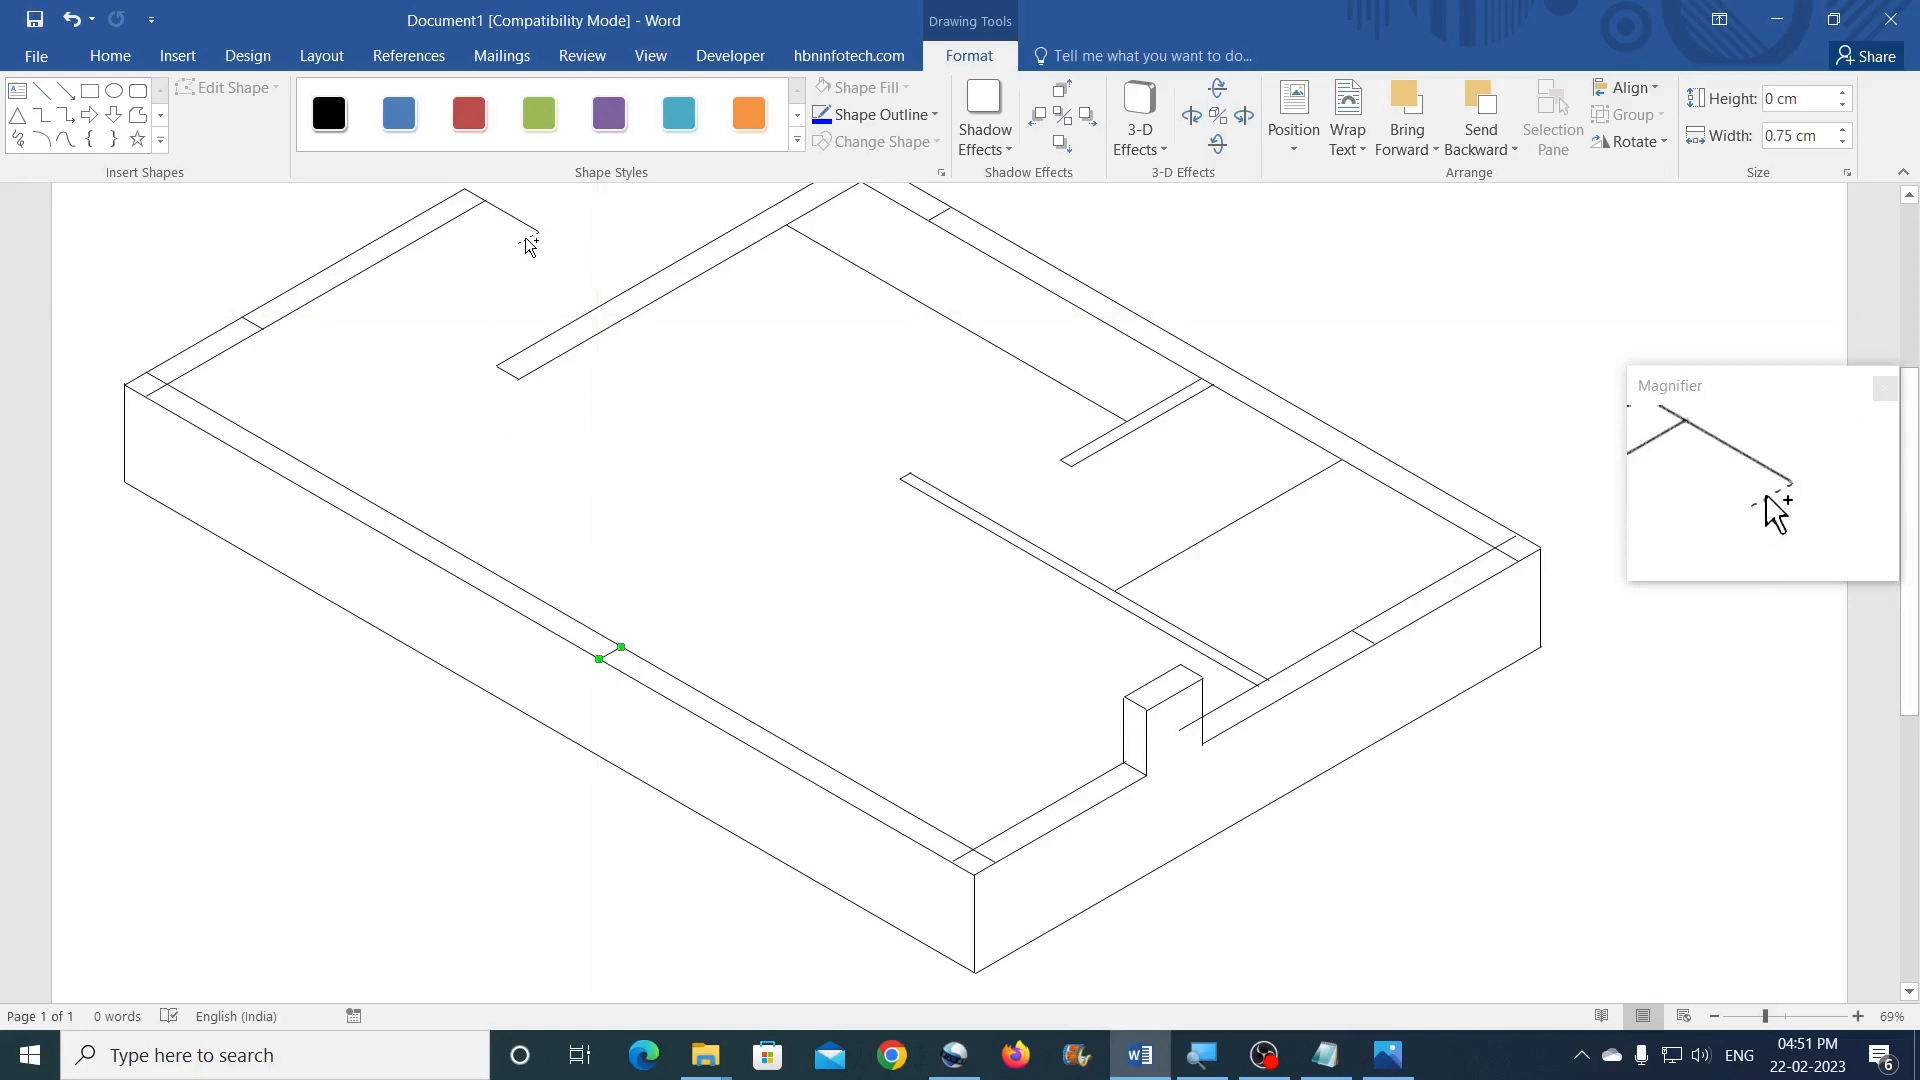 Document1 [Compatibility Mode] - Word
Drawing Tools
File Home Insert Design Layout References Mailings Review View Developer hbninfotech.com Format Tell me what you want to do... Share
Edit Shape
Shape Fill
Shape Outline
Change Shape
Shadow Effects
3-D Effects
Position
Wrap Text
Bring Forward
Send Backward
Selection Pane
Align
Group
Rotate
Height: 0 cm
Width: 0.75 cm
Insert Shapes Shape Styles Shadow Effects 3-D Effects Arrange Size
Magnifier
Page 1 of 1 0 words English (India) 69%
Type here to search
ENG
04:51 PM
22-02-2023
6